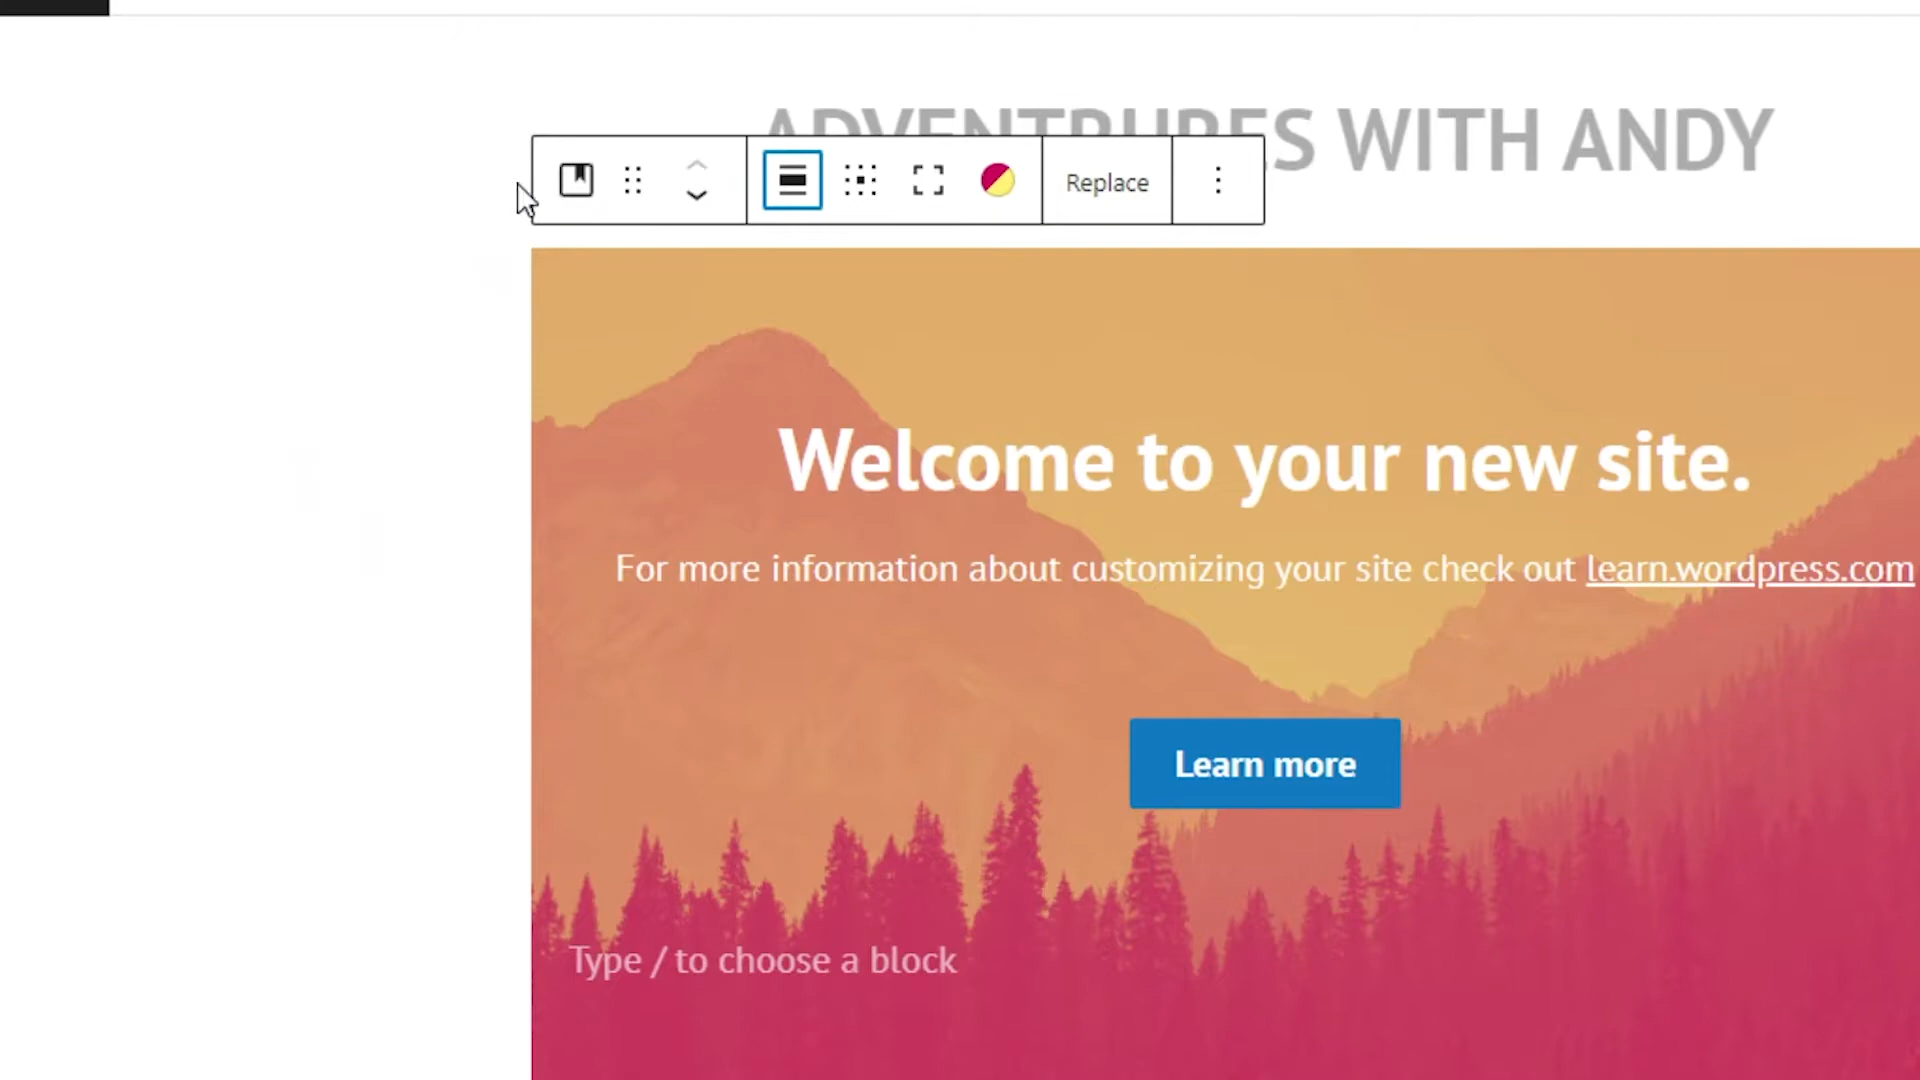 ADVENTRURES WITH ANDY
Replace
Welcome to your new site.
For more information about customizing your site check out learn.wordpress.com
Learn more
Type / to choose a block